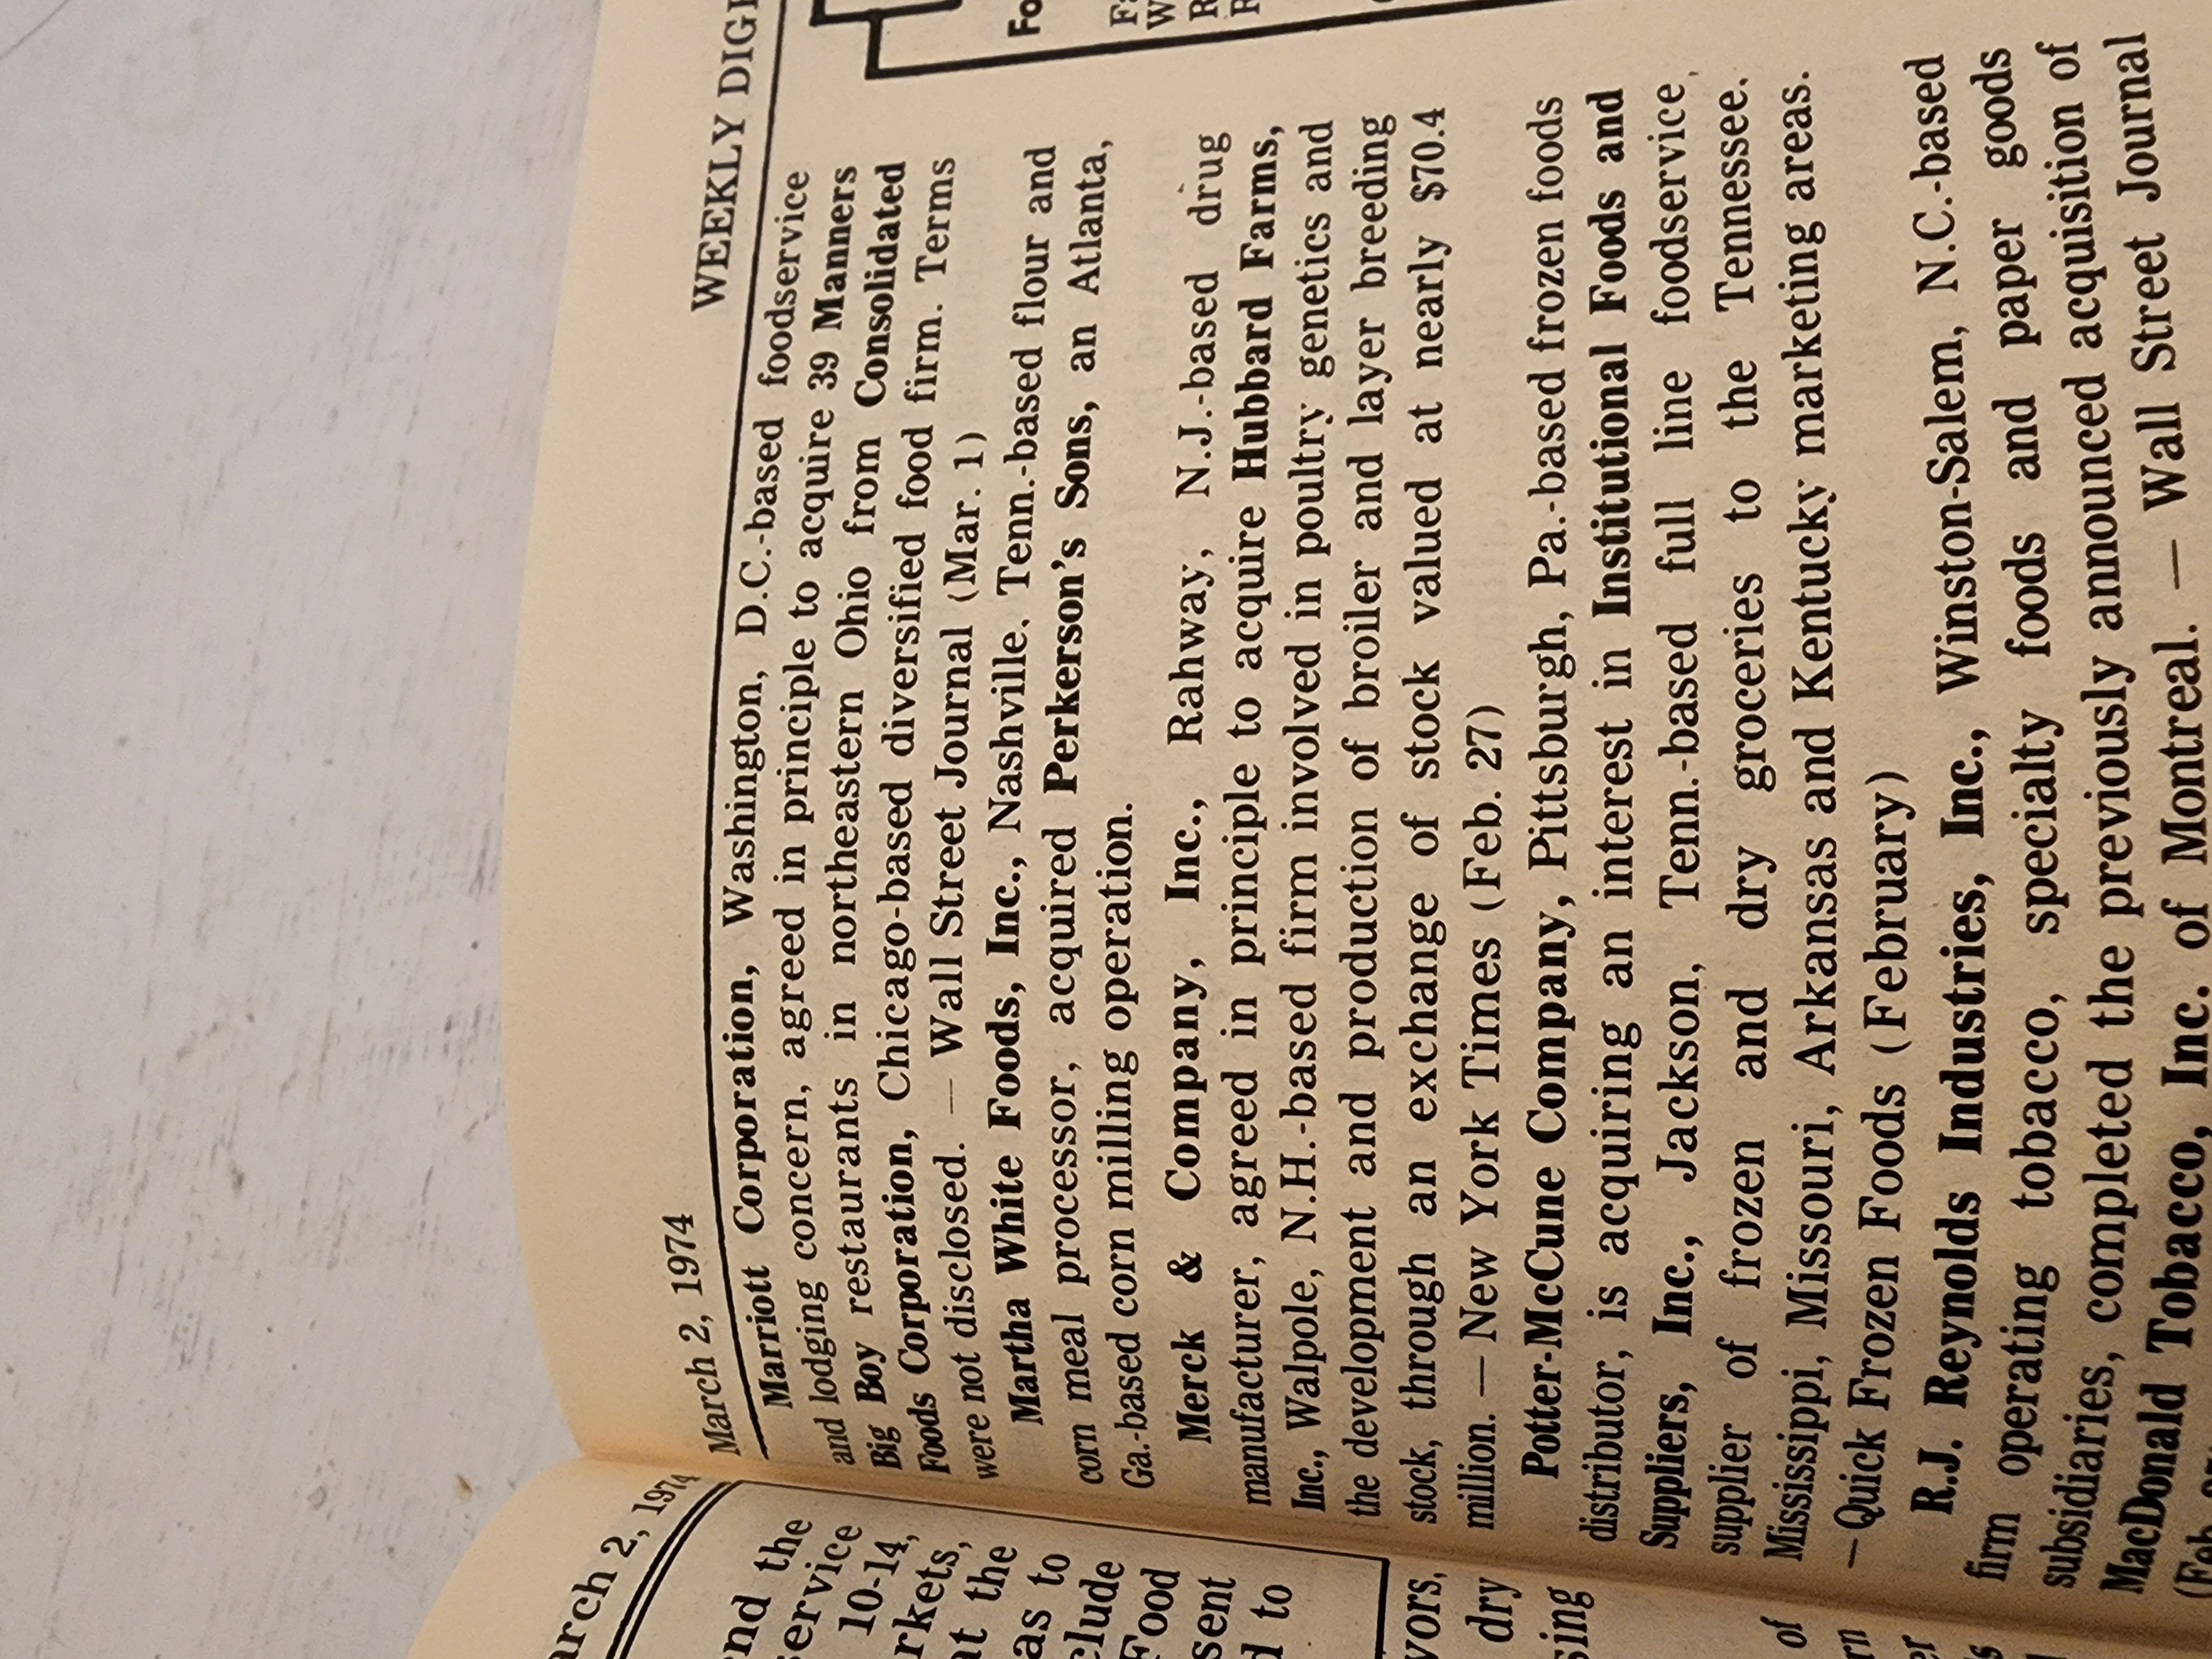 March 2, 1974
WEEKLY DIG
Marriott Corporation, Washington, D.C.-based foodservice
and lodging concern, agreed in principle to acquire 39 Manners
Big Boy restaurants in northeastern Ohio from Consolidated
Foods Corporation, Chicago-based diversified food firm. Terms
were not disclosed. — Wall Street Journal (Mar. 1)
Martha White Foods, Inc., Nashville, Tenn.-based flour and
corn meal processor, acquired Perkerson's Sons, an Atlanta,
Ga.-based corn milling operation.
Merck & Company, Inc., Rahway, N.J.-based drug
manufacturer, agreed in principle to acquire Hubbard Farms,
Inc., Walpole, N.H.-based firm involved in poultry genetics and
the development and production of broiler and layer breeding
stock, through an exchange of stock valued at nearly $70.4
million. — New York Times (Feb. 27)
Potter-McCune Company, Pittsburgh, Pa.-based frozen foods
distributor, is acquiring an interest in Institutional Foods and
Suppliers, Inc., Jackson, Tenn.-based full line foodservice
supplier of frozen and dry groceries to the Tennessee.
Mississippi, Missouri, Arkansas and Kentucky marketing areas.
—Quick Frozen Foods (February)
R.J. Reynolds Industries, Inc., Winston-Salem, N.C.-based
firm operating tobacco, specialty foods and paper goods
subsidiaries, completed the previously announced acquisition of
MacDonald Tobacco, Inc. of Montreal. — Wall Street Journal
arch 2, 1974
nd the
service
10-14,
rkets,
at the
as to
clude
Food
sent
d to
vors,
dry
sing
of
Fo